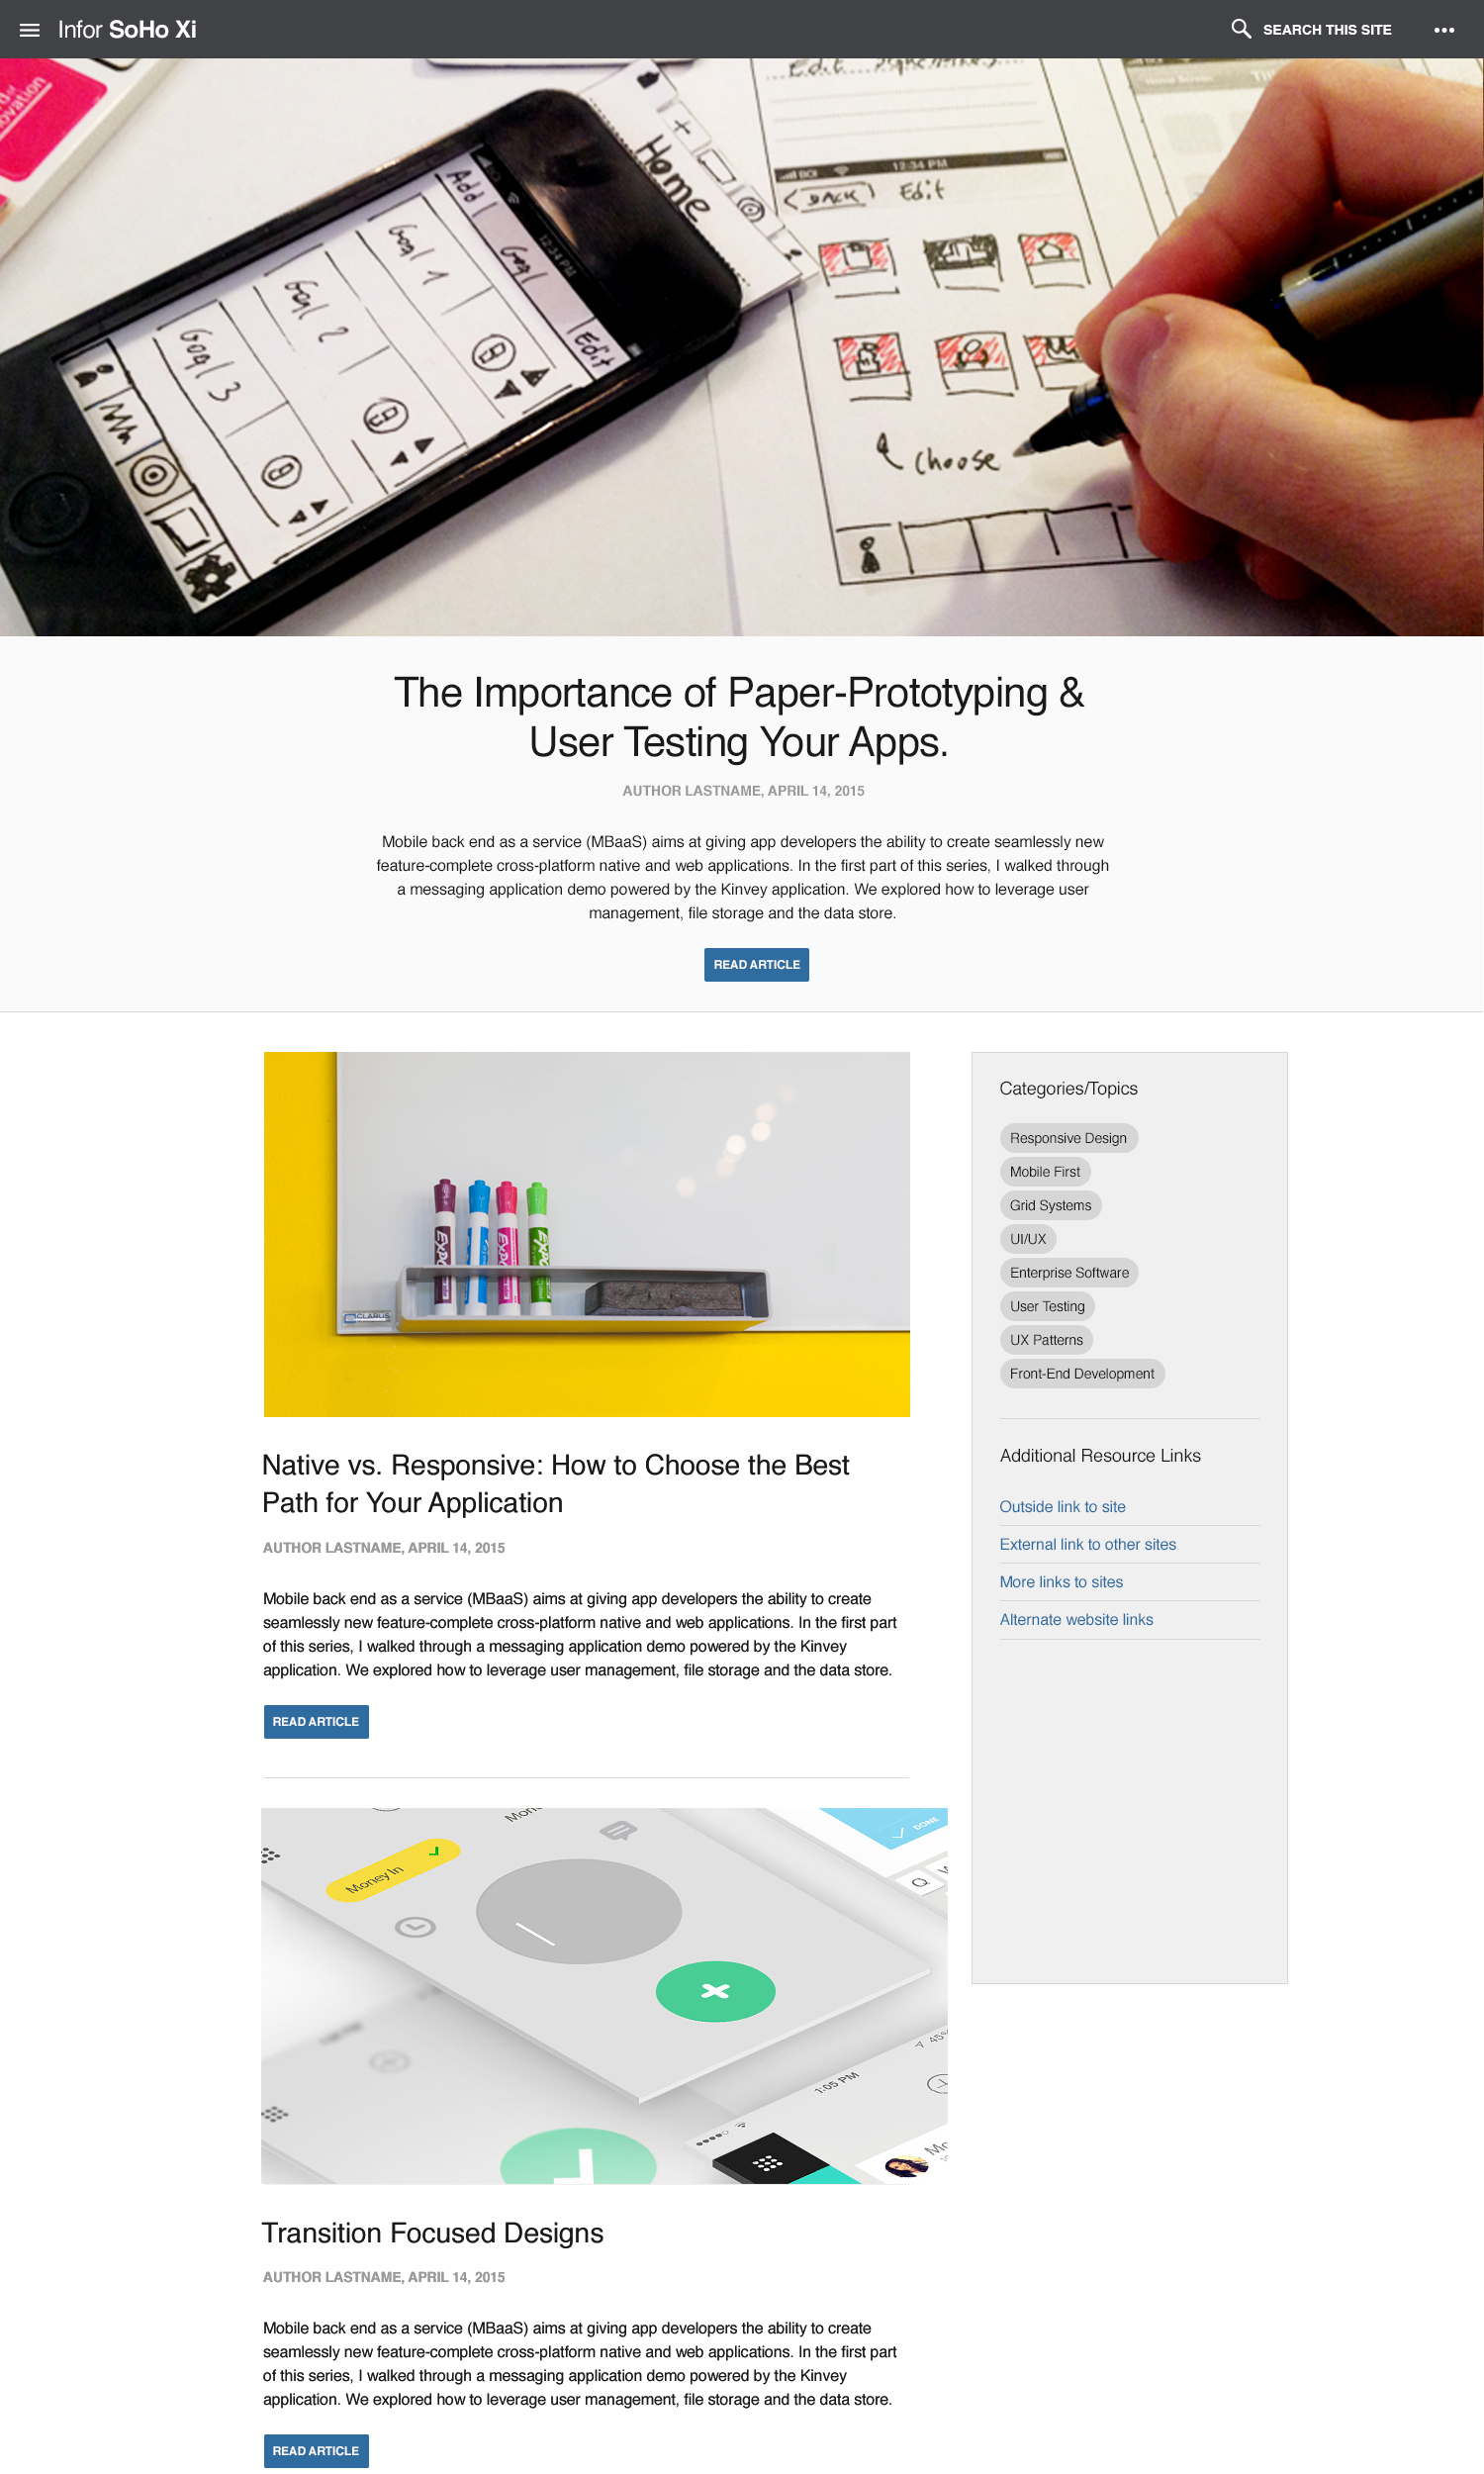 Infor SoHo Xi
SEARCH THIS SITE
Edit
Home
Add
Goal
Edit
12:34 PM
Goal 1
Goal 2
Goal 3
12:34 PM
BACK
Edit
choose
The Importance of Paper-Prototyping &
User Testing Your Apps.
AUTHOR LASTNAME, APRIL 14, 2015
Mobile back end as a service (MBaaS) aims at giving app developers the ability to create seamlessly new
feature-complete cross-platform native and web applications. In the first part of this series, I walked through
a messaging application demo powered by the Kinvey application. We explored how to leverage user
management, file storage and the data store.
READ ARTICLE
EXPO
EXPO
EXPO
CLARUS
Native vs. Responsive: How to Choose the Best
Path for Your Application
AUTHOR LASTNAME, APRIL 14, 2015
Mobile back end as a service (MBaaS) aims at giving app developers the ability to create
seamlessly new feature-complete cross-platform native and web applications. In the first part
of this series, I walked through a messaging application demo powered by the Kinvey
application. We explored how to leverage user management, file storage and the data store.
READ ARTICLE
Categories/Topics
Responsive Design
Mobile First
Grid Systems
UI/UX
Enterprise Software
User Testing
UX Patterns
Front-End Development
Additional Resource Links
Outside link to site
External link to other sites
More links to sites
Alternate website links
Money In
DONE
Q
1:05 PM
Transition Focused Designs
AUTHOR LASTNAME, APRIL 14, 2015
Mobile back end as a service (MBaaS) aims at giving app developers the ability to create
seamlessly new feature-complete cross-platform native and web applications. In the first part
of this series, I walked through a messaging application demo powered by the Kinvey
application. We explored how to leverage user management, file storage and the data store.
READ ARTICLE